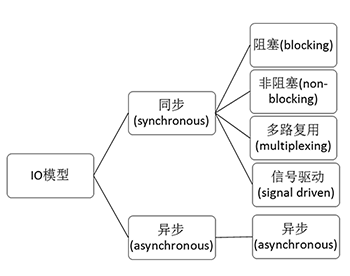 阻塞(blocking)
非阻塞(non-
blocking)
同步
(synchronous)
多路复用
(multiplexing)
IO模型
信号驱动
(signal driven)
异步
(asynchronous)
异步
(asynchronous)